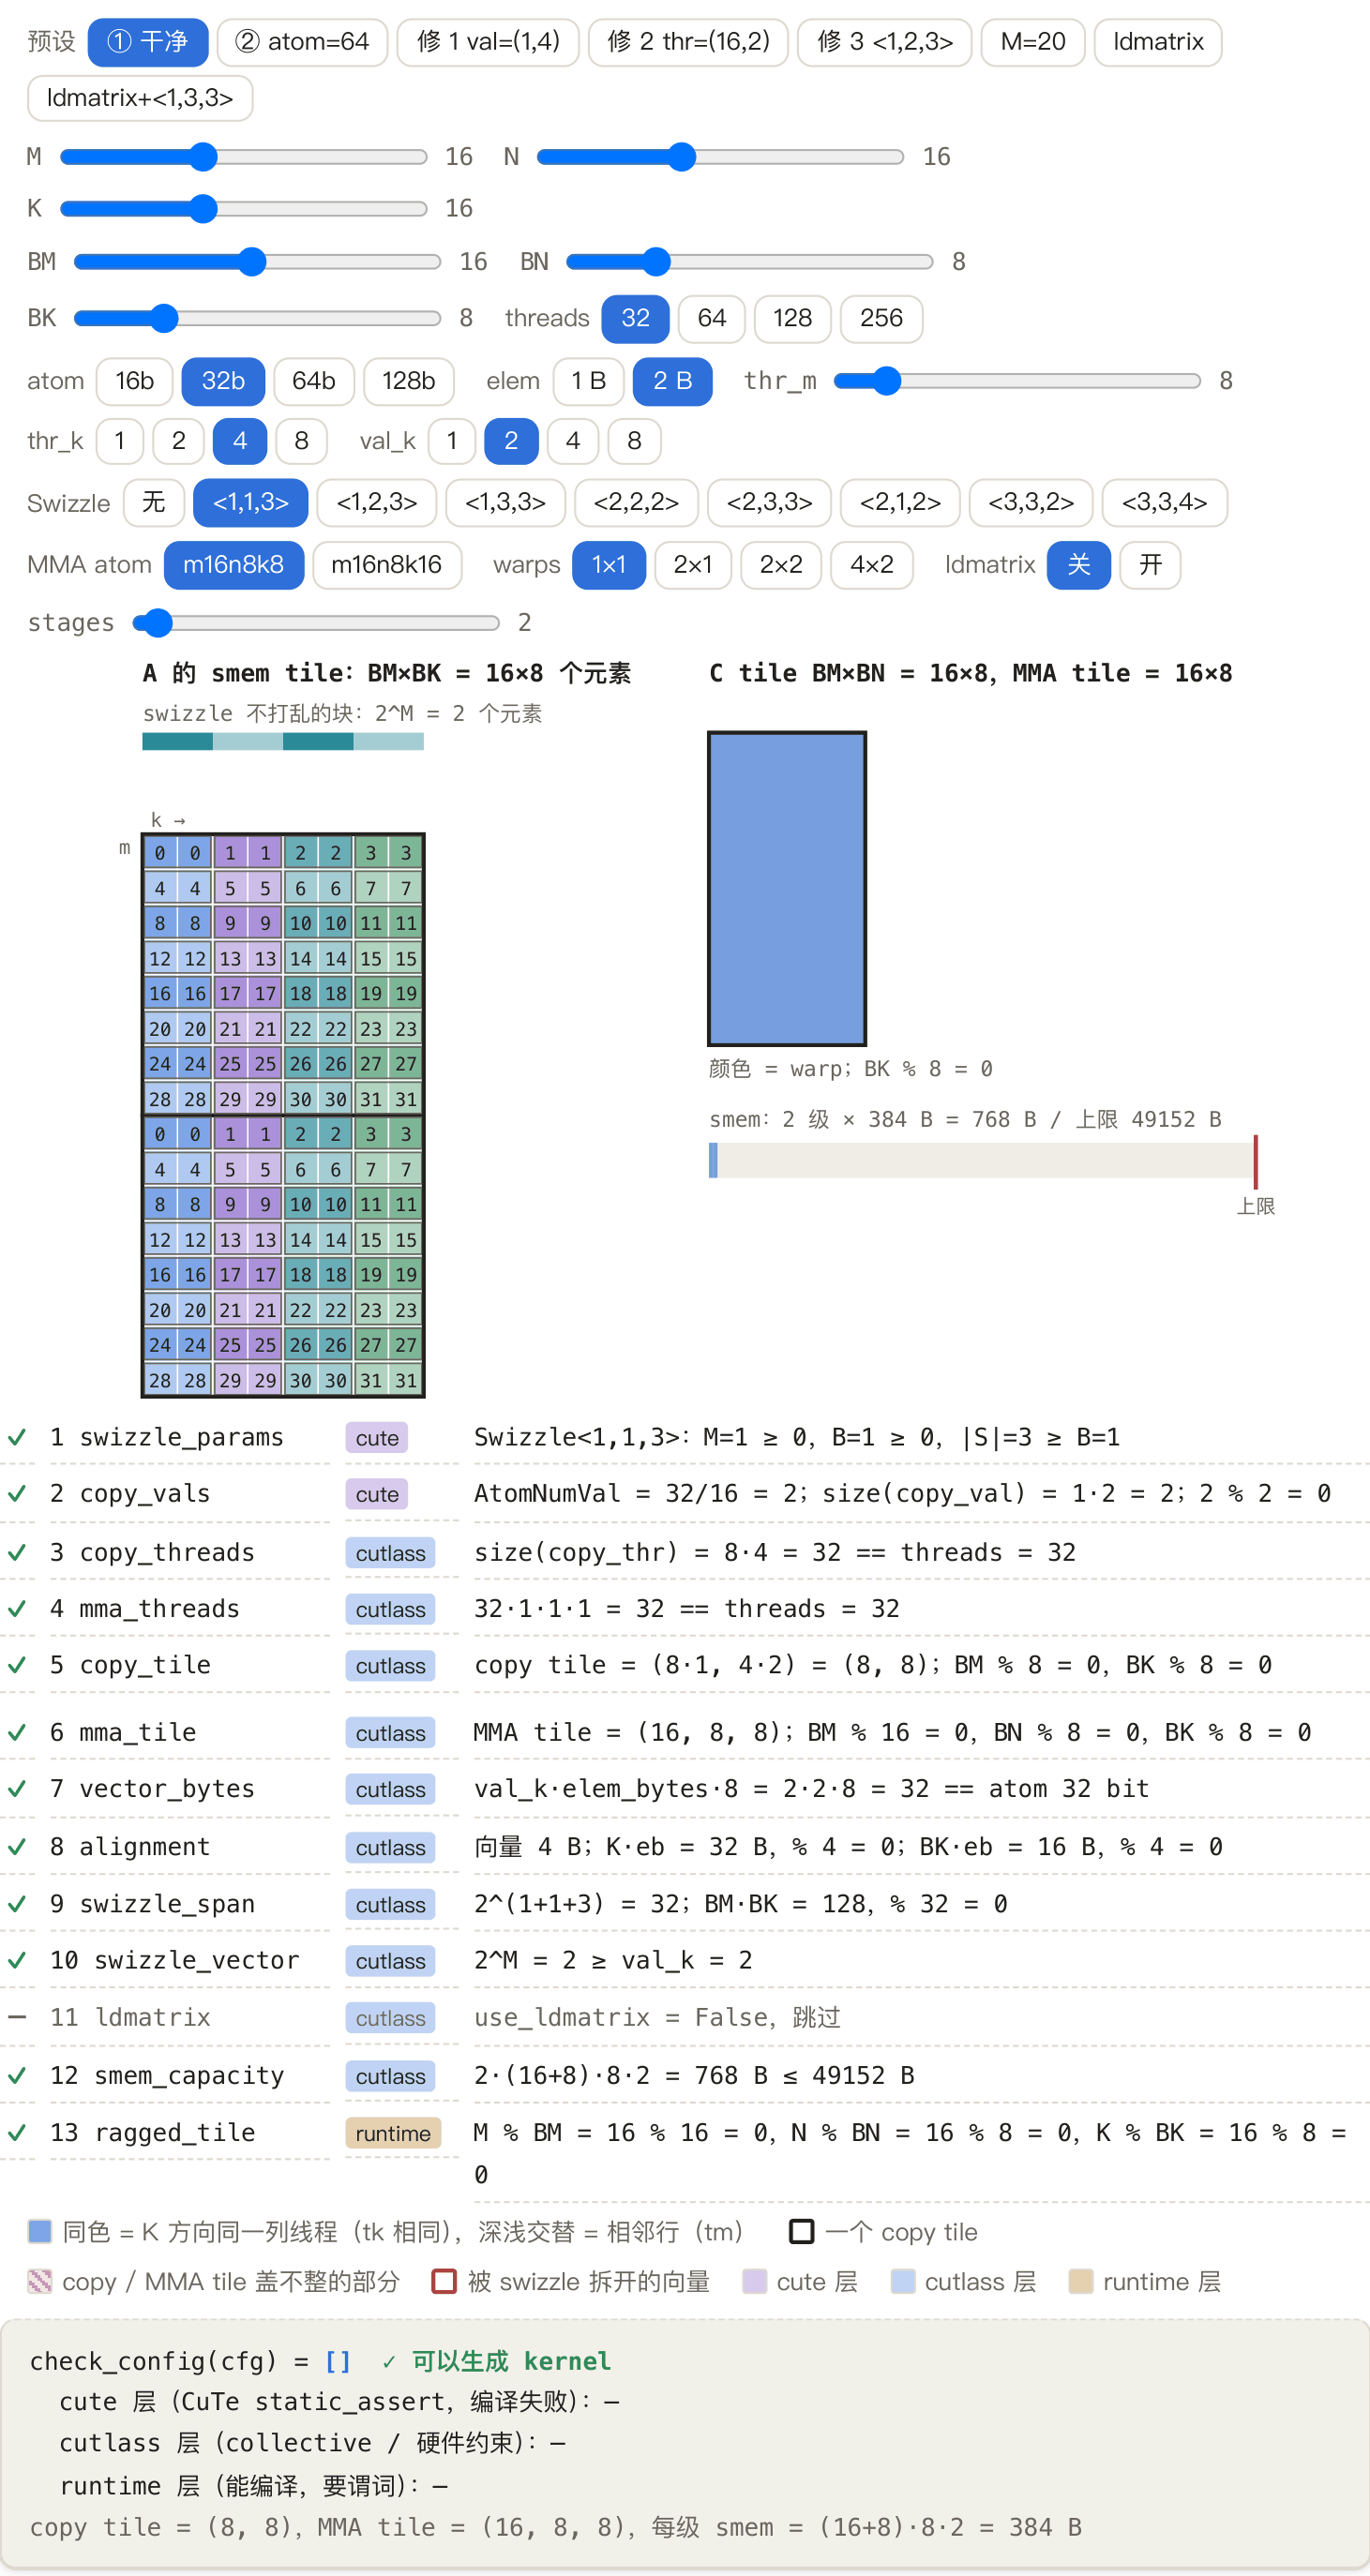 预设 ① 干净 ② atom=64 修 1 val=(1,4) 修 2 thr=(16,2) 修 3 <1,2,3> M=20 ldmatrix
ldmatrix+<1,3,3>
M 16 N 16
K 16
BM 16 BN 8
BK 8 threads 32 64 128 256
atom 16b 32b 64b 128b elem 1 B 2 B thr_m 8
thr_k 1 2 4 8 val_k 1 2 4 8
Swizzle 无 <1,1,3> <1,2,3> <1,3,3> <2,2,2> <2,3,3> <2,1,2> <3,3,2> <3,3,4>
MMA atom m16n8k8 m16n8k16 warps 1×1 2×1 2×2 4×2 ldmatrix 关 开
stages 2
A 的 smem tile: BM×BK = 16×8 个元素
swizzle 不打乱的块: 2^M = 2 个元素
k →
m
0 0 1 1 2 2 3 3
4 4 5 5 6 6 7 7
8 8 9 9 10 10 11 11
12 12 13 13 14 14 15 15
16 16 17 17 18 18 19 19
20 20 21 21 22 22 23 23
24 24 25 25 26 26 27 27
28 28 29 29 30 30 31 31
0 0 1 1 2 2 3 3
4 4 5 5 6 6 7 7
8 8 9 9 10 10 11 11
12 12 13 13 14 14 15 15
16 16 17 17 18 18 19 19
20 20 21 21 22 22 23 23
24 24 25 25 26 26 27 27
28 28 29 29 30 30 31 31
C tile BM×BN = 16×8, MMA tile = 16×8
颜色 = warp; BK % 8 = 0
smem: 2 级 × 384 B = 768 B / 上限 49152 B
上限
✓ 1 swizzle_params cute Swizzle<1,1,3>: M=1 ≥ 0, B=1 ≥ 0, |S|=3 ≥ B=1
✓ 2 copy_vals cute AtomNumVal = 32/16 = 2; size(copy_val) = 1·2 = 2; 2 % 2 = 0
✓ 3 copy_threads cutlass size(copy_thr) = 8·4 = 32 == threads = 32
✓ 4 mma_threads cutlass 32·1·1·1 = 32 == threads = 32
✓ 5 copy_tile cutlass copy tile = (8·1, 4·2) = (8, 8); BM % 8 = 0, BK % 8 = 0
✓ 6 mma_tile cutlass MMA tile = (16, 8, 8); BM % 16 = 0, BN % 8 = 0, BK % 8 = 0
✓ 7 vector_bytes cutlass val_k·elem_bytes·8 = 2·2·8 = 32 == atom 32 bit
✓ 8 alignment cutlass 向量 4 B; K·eb = 32 B, % 4 = 0; BK·eb = 16 B, % 4 = 0
✓ 9 swizzle_span cutlass 2^(1+1+3) = 32; BM·BK = 128, % 32 = 0
✓ 10 swizzle_vector cutlass 2^M = 2 ≥ val_k = 2
— 11 ldmatrix cutlass use_ldmatrix = False, 跳过
✓ 12 smem_capacity cutlass 2·(16+8)·8·2 = 768 B ≤ 49152 B
✓ 13 ragged_tile runtime M % BM = 16 % 16 = 0, N % BN = 16 % 8 = 0, K % BK = 16 % 8 =
0
同色 = K 方向同一列线程（tk 相同），深浅交替 = 相邻行（tm） 一个 copy tile
copy / MMA tile 盖不整的部分 被 swizzle 拆开的向量 cute 层 cutlass 层 runtime 层
check_config(cfg) = [] ✓ 可以生成 kernel
cute 层（CuTe static_assert，编译失败）：—
cutlass 层（collective / 硬件约束）：—
runtime 层（能编译，要谓词）：—
copy tile = (8, 8), MMA tile = (16, 8, 8), 每级 smem = (16+8)·8·2 = 384 B